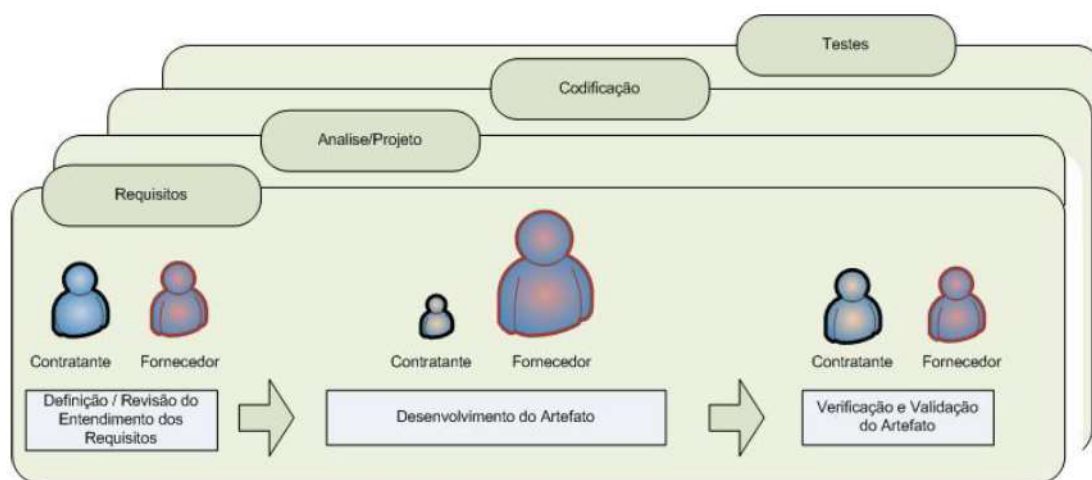 Testes
Codificação
Analise/Projeto
Requisitos
Contratante
Fornecedor
Contratante
Fornecedor
Contratante
Fornecedor
Definição / Revisão do
Entendimento dos
Requisitos
Desenvolvimento do Artefato
Verificação e Validação
do Artefato